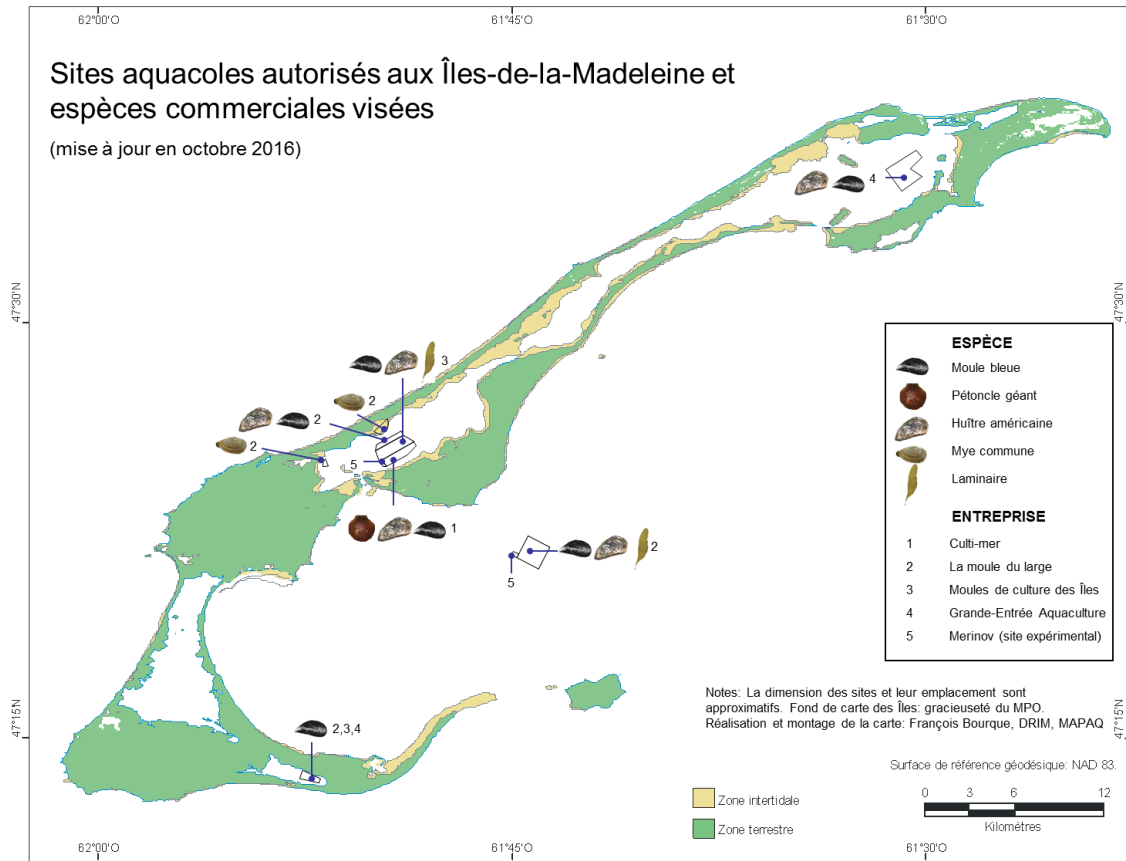 62°00'O
61°45'O
61°30'O
Sites aquacoles autorisés aux Îles-de-la-Madeleine et
espèces commerciales visées
(mise à jour en octobre 2016)
4
47°30'N
47°30'N
ESPÈCE
Moule bleue
Pétoncle géant
Huître américaine
Mye commune
Laminaire
ENTREPRISE
1 Culti-mer
2 La moule du large
3 Moules de culture des Îles
4 Grande-Entrée Aquaculture
5 Merinov (site expérimental)
3
2
2
2
5
1
2
5
Notes: La dimension des sites et leur emplacement sont
approximatifs. Fond de carte des Îles: gracieuseté du MPO.
Réalisation et montage de la carte: François Bourque, DRIM, MAPAQ
47°15'N
47°15'N
2,3,4
Surface de référence géodésique: NAD 83.
Zone intertidale
Zone terrestre
0 3 6 12
Kilomètres
62°00'O
61°45'O
61°30'O